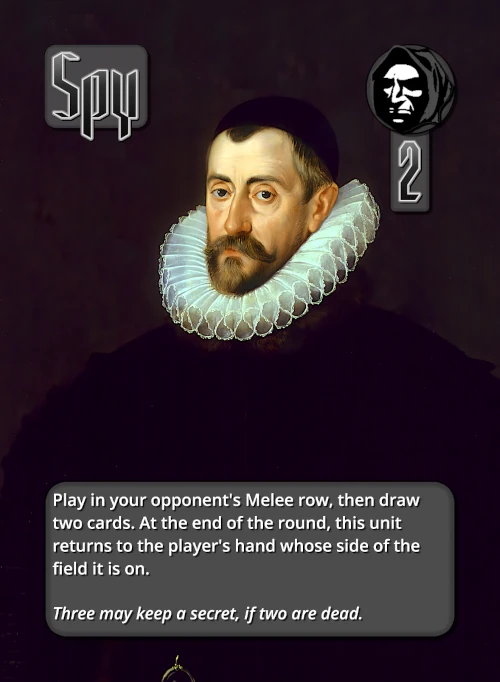 Spy
2
Play in your opponent's Melee row, then draw
two cards. At the end of the round, this unit
returns to the player's hand whose side of the
field it is on.
Three may keep a secret, if two are dead.